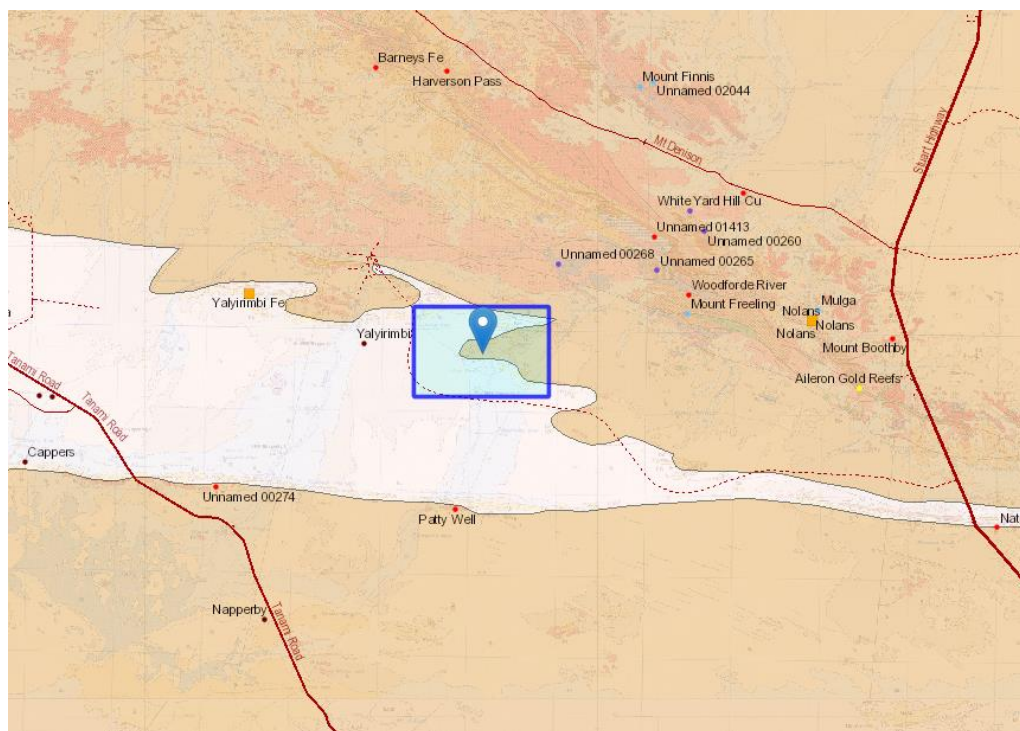 Barneys Fe
Harverson Pass
Mount Finnis
Unnamed 02044
Mt Denison
Stuart Highway
White Yard Hill Cu
Unnamed 01413
Unnamed 00260
Unnamed 00268
Unnamed 00265
Woodforde River
Mount Freeling
Mulga
Nolans
Nolans
Nolans
Mount Boothby
Yalyirimbi Fe
Yalyirimbi
a
Aileron Gold Reefs
Tanami Road
Tanami Road
Cappers
Unnamed 00274
Patty Well
Nat
Napperby
Tanami Road